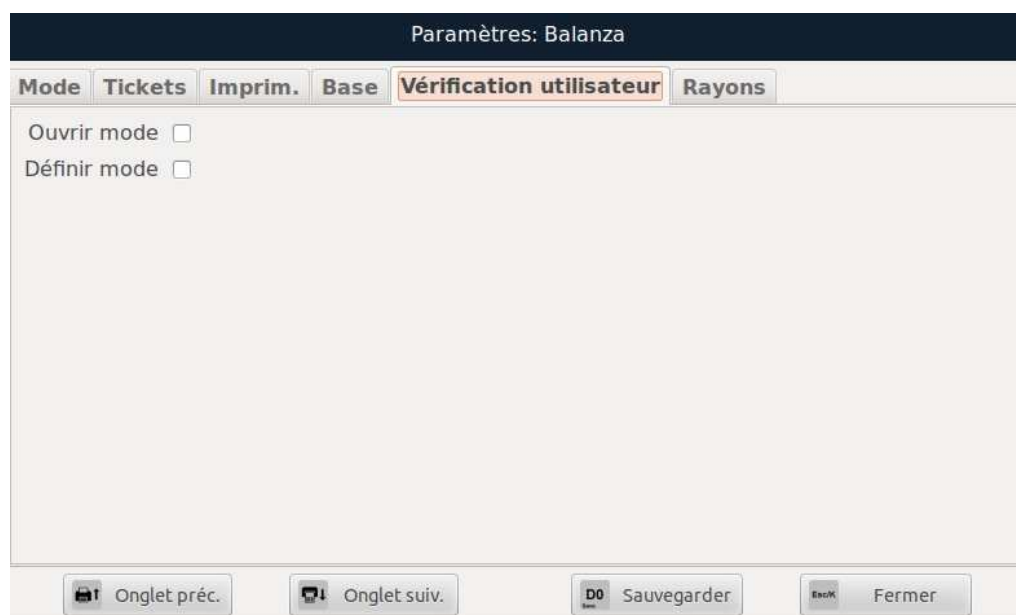 Paramètres: Balanza
Mode Tickets Imprim. Base Vérification utilisateur Rayons
Ouvrir mode
Définir mode
Onglet préc. Onglet suiv. D0 Sauvegarder Esc/K Fermer